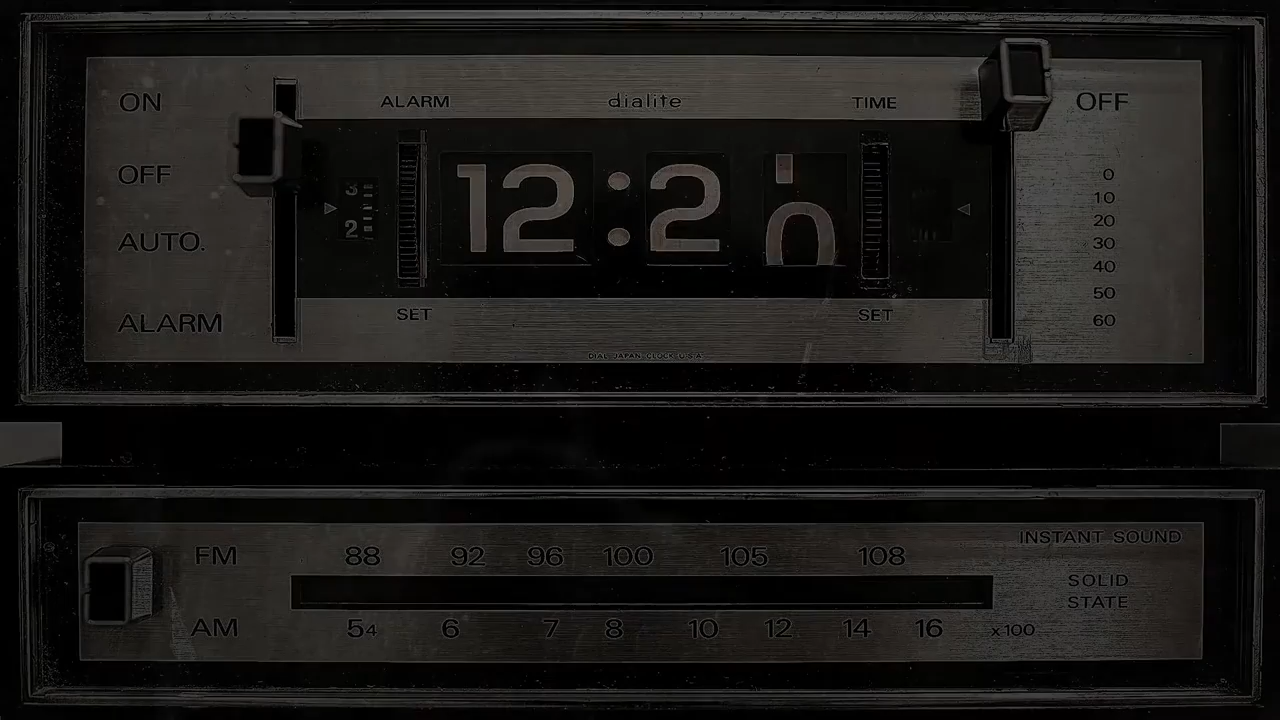 ON
ALARM
dialite
TIME
OFF
OFF
0
10
20
30
40
50
60
AUTO.
ALARM
2
12:2
SET
SET
DIAL JAPAN CLOCK U.S.A.
INSTANT SOUND
FM 88 92 96 100 105 108
SOLID
STATE
AM 54 6 7 8 10 12 14 16 x100